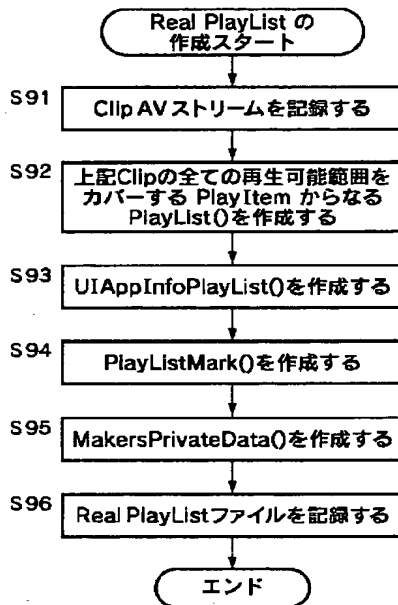 Real PlayList の
作成スタート
S91
Clip AV ストリームを記録する
S92
上記Clipの全ての再生可能範囲を
カバーする PlayItem からなる
PlayList()を作成する
S93
UIAppInfoPlayList()を作成する
S94
PlayListMark()を作成する
S95
MakersPrivateData()を作成する
S96
Real PlayListファイルを記録する
エンド